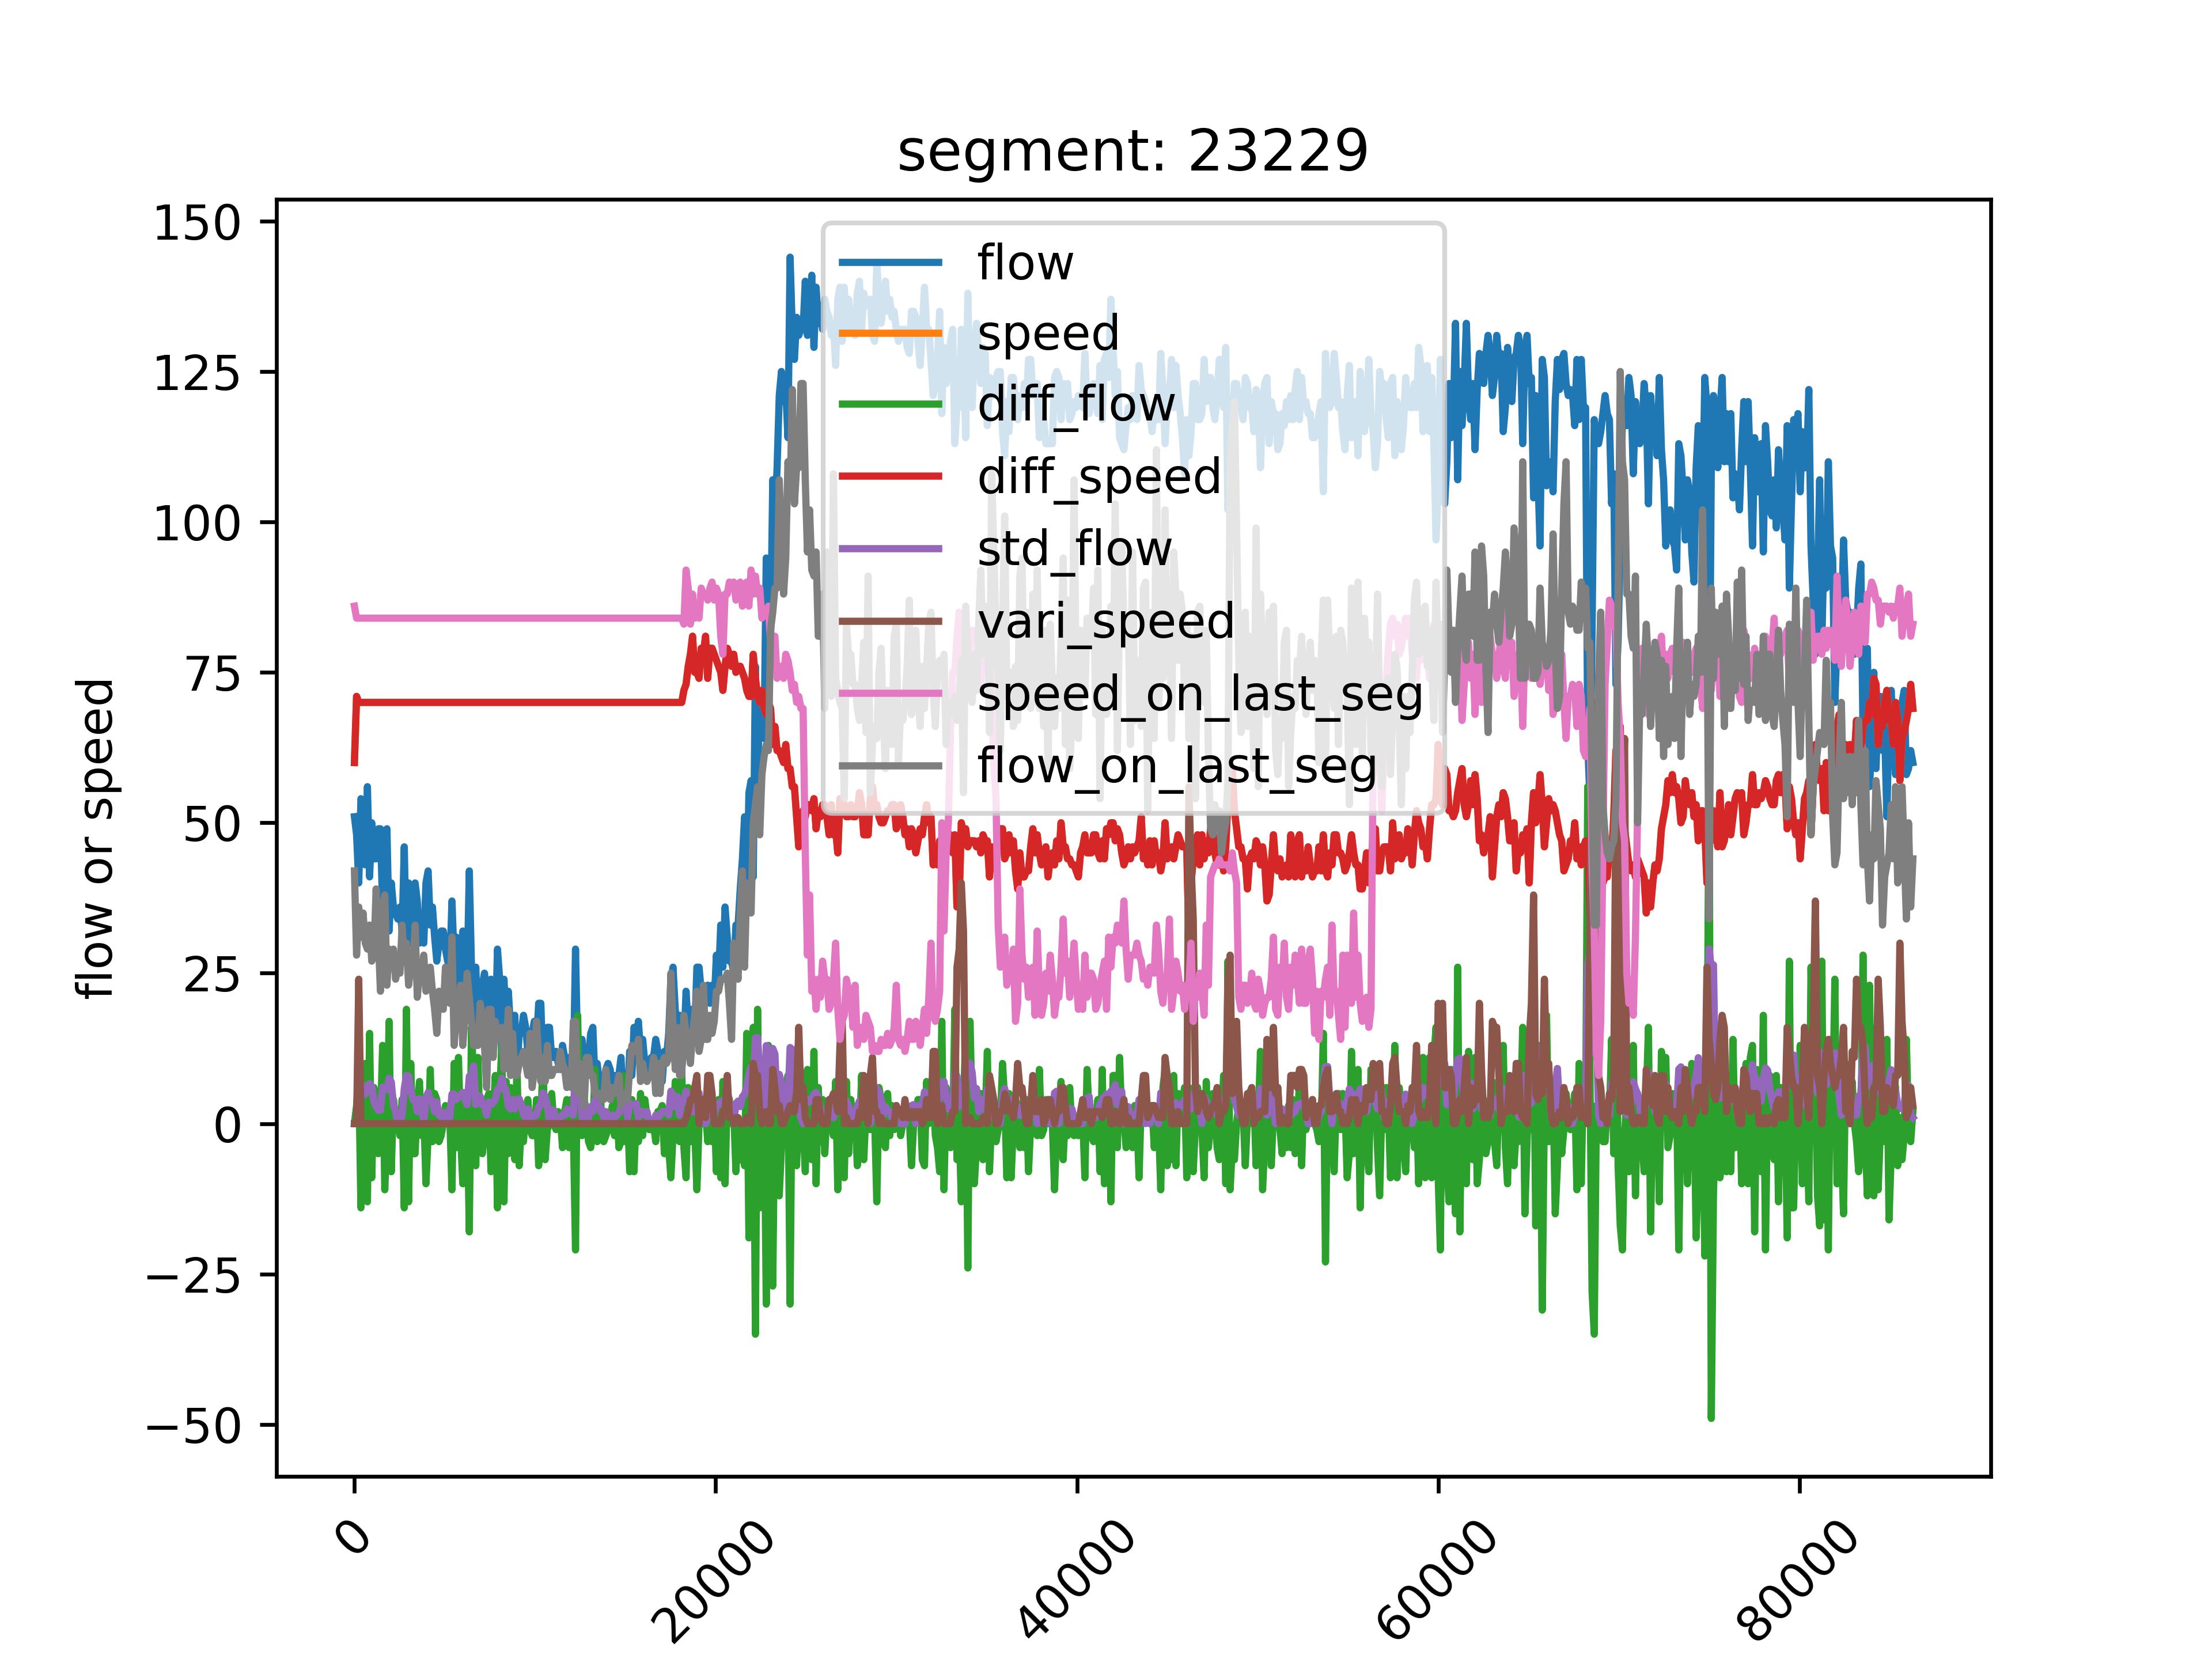 segment: 23229
flow or speed
150
125
100
75
50
25
0
−25
−50
flow
speed
diff_flow
diff_speed
std_flow
vari_speed
speed_on_last_seg
flow_on_last_seg
0
20000
40000
60000
80000